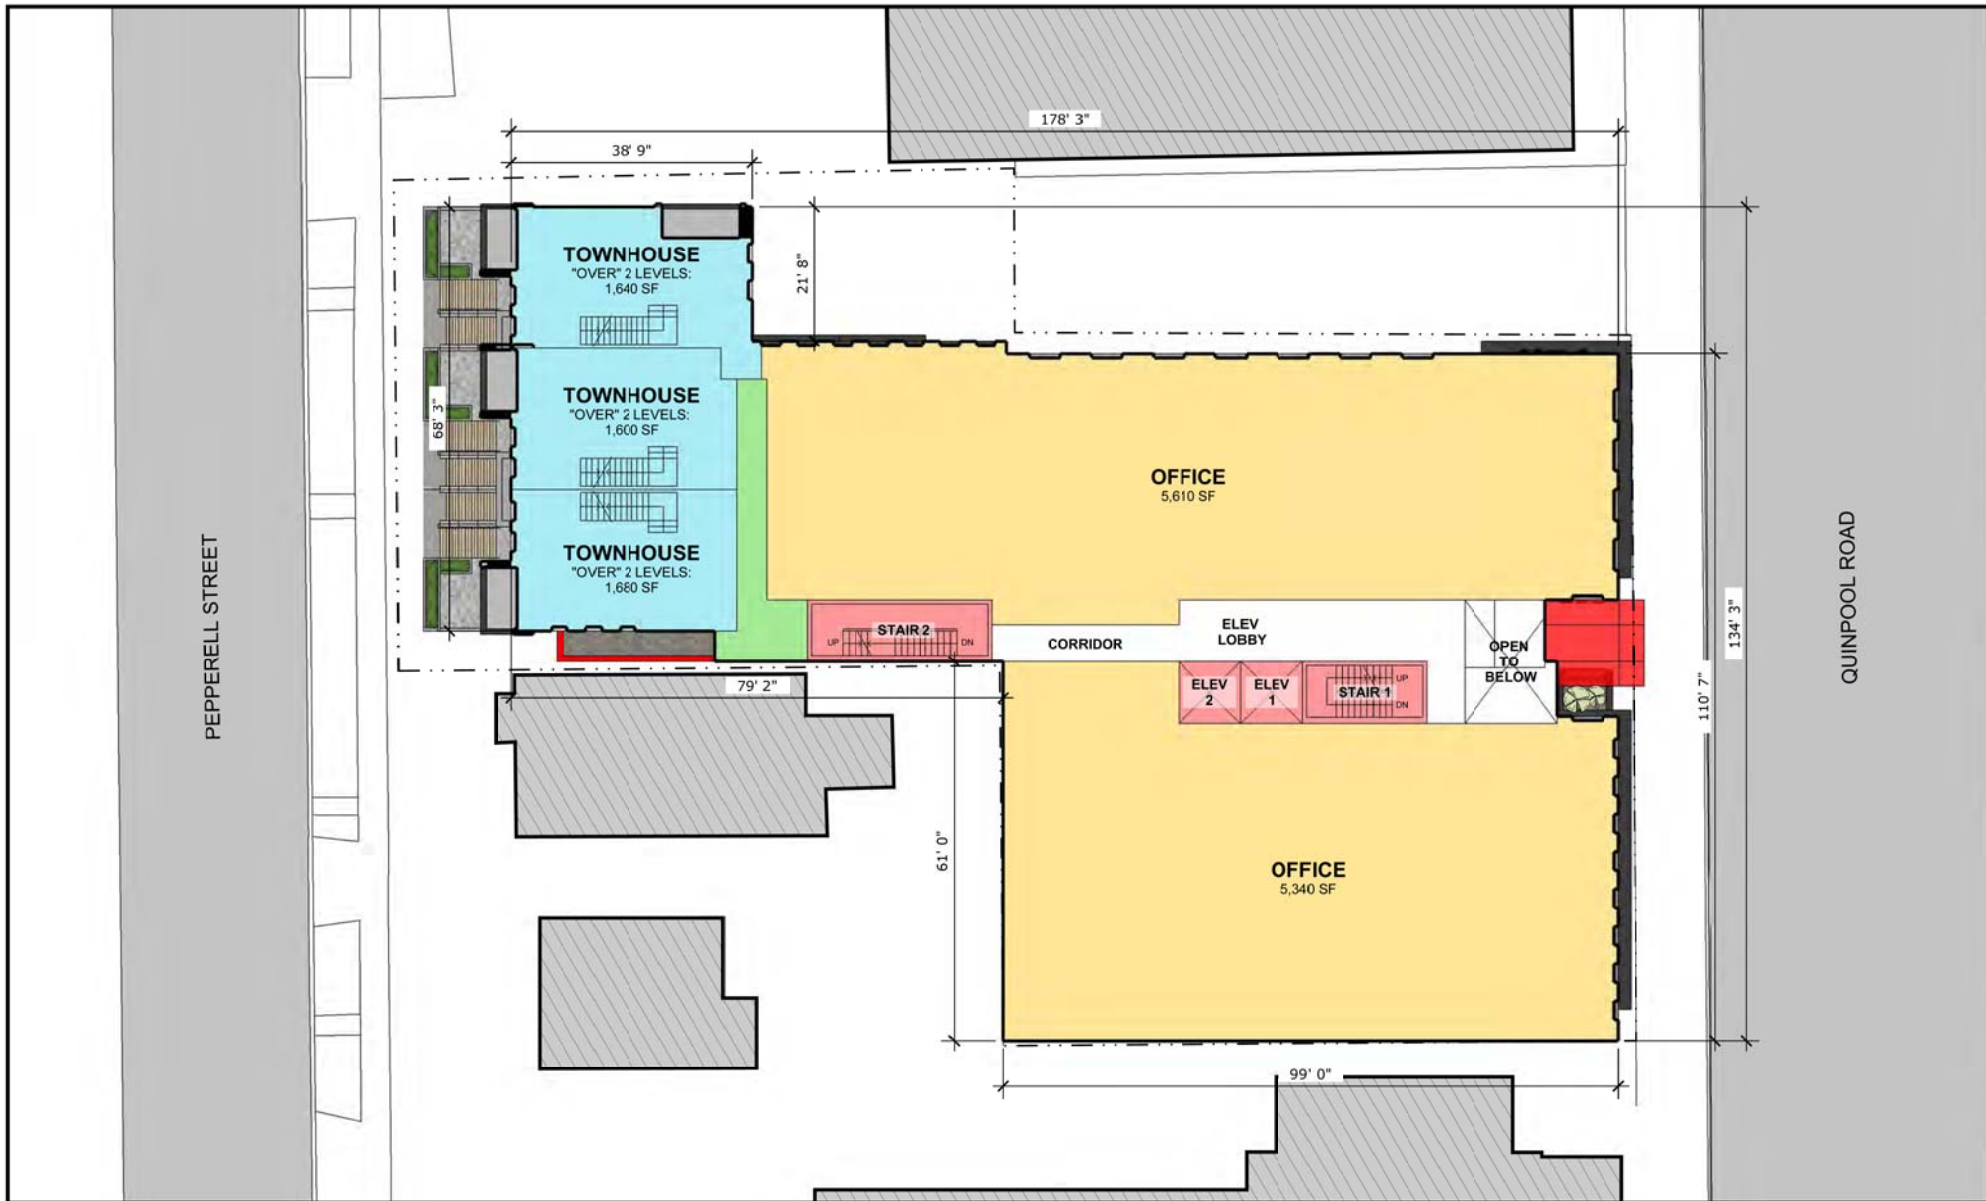 178' 3"
38' 9"
TOWNHOUSE
"OVER" 2 LEVELS:
1,640 SF
21' 8"
TOWNHOUSE
"OVER" 2 LEVELS:
1,600 SF
68' 3"
OFFICE
5,610 SF
TOWNHOUSE
"OVER" 2 LEVELS:
1,680 SF
PEPPERELL STREET
QUINPOOL ROAD
134' 3"
110' 7"
STAIR 2
UP
DN
CORRIDOR
ELEV
LOBBY
OPEN
TO
BELOW
ELEV
2
ELEV
1
STAIR 1
UP
DN
79' 2"
61' 0"
OFFICE
5,340 SF
99' 0"